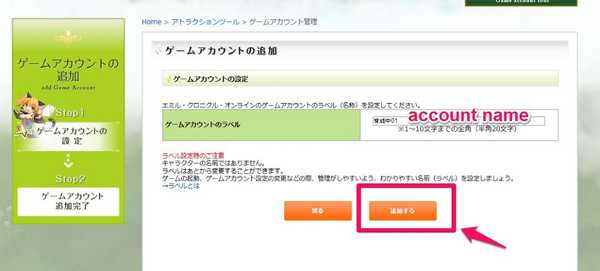 Home > アトラクションツール > ゲームアカウント管理
ゲームアカウントの
追加
add Game Account
Step1
ゲームアカウントの
設 定
Step2
ゲームアカウント
追加完了
ゲームアカウントの追加
ゲームアカウントの設定
エミル・クロニクル・オンラインのゲームアカウントのラベル（名称）を設定してください。
account name
ゲームアカウントのラベル
※1～10文字までの全角（半角20文字）
ラベル設定時のご注意
キャラクターの名前ではありません。
ラベルはあとから変更することができます。
ゲームの起動、ゲームアカウント設定の変更などの際、管理がしやすいよう、わかりやすい名前（ラベル）を設定しましょう。
→ラベルとは
戻る
追加する